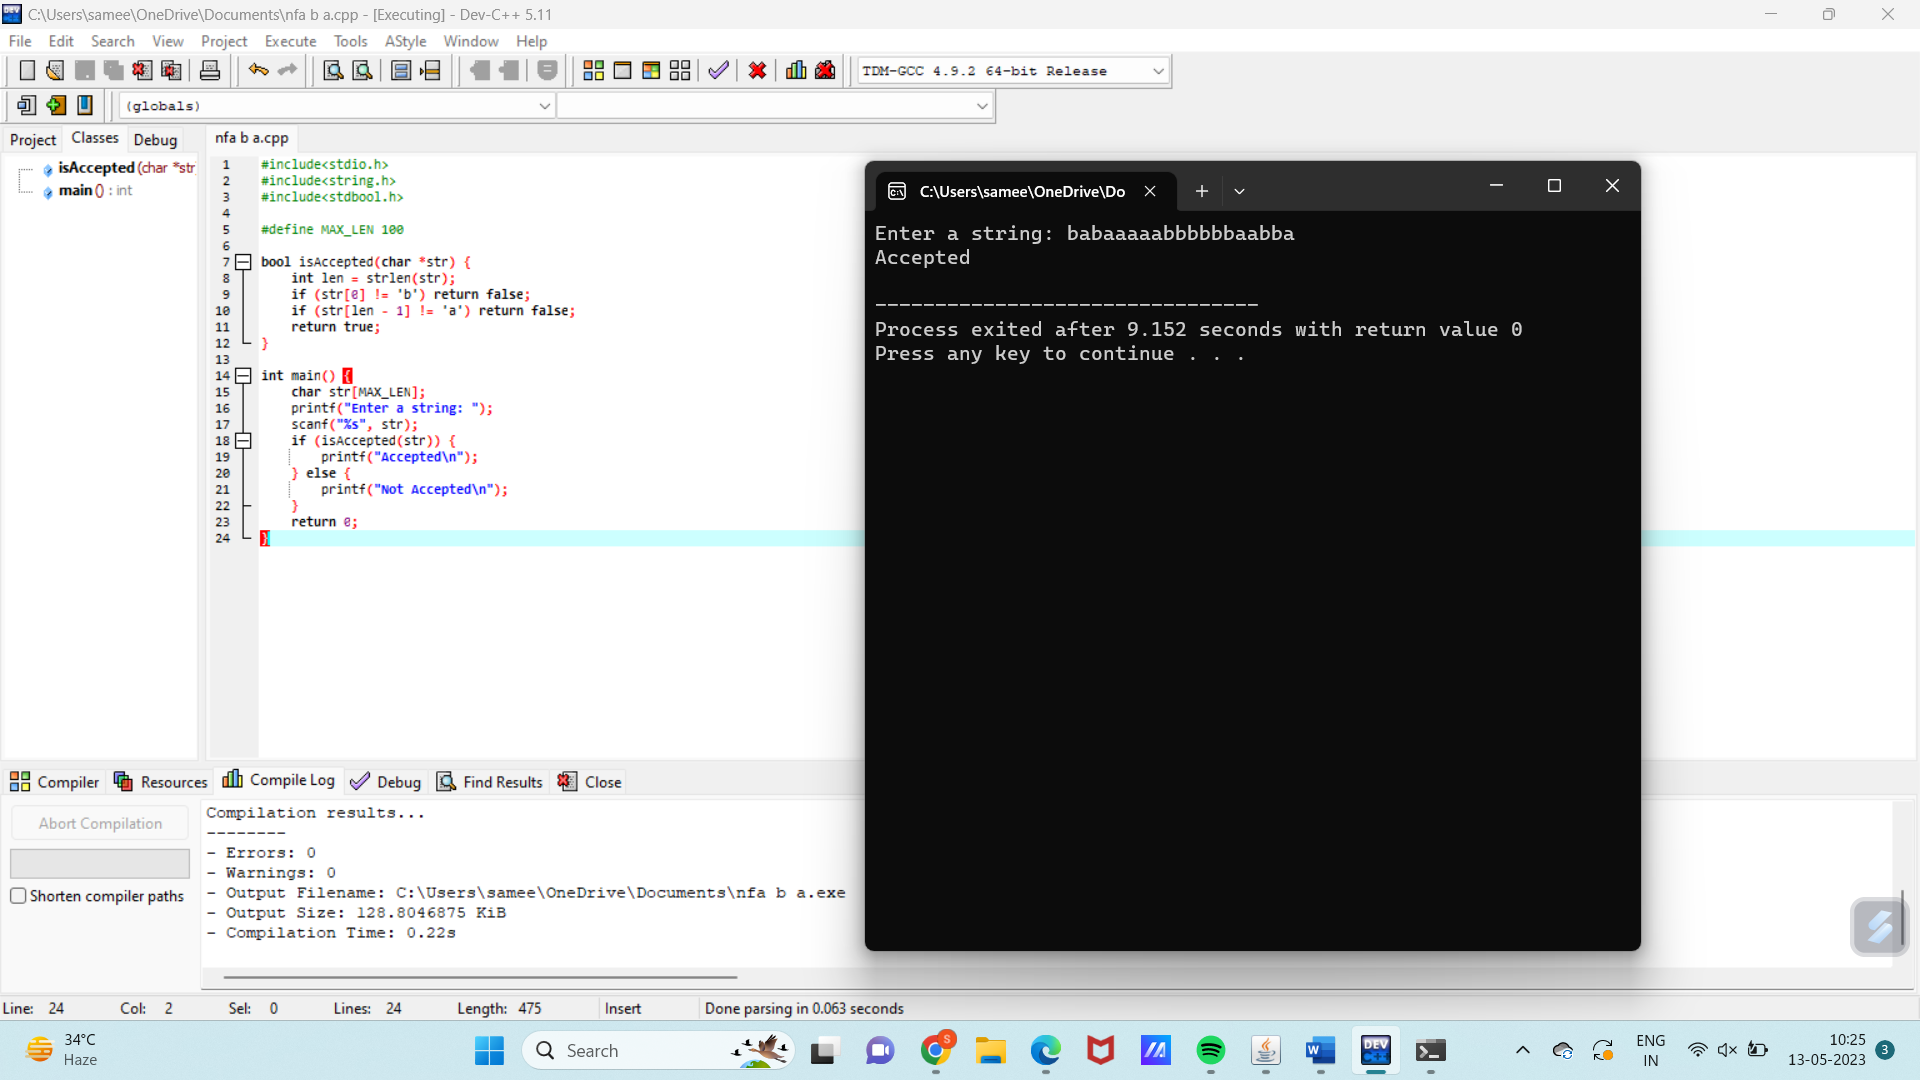 C:\Users\samee\OneDrive\Documents\nfa b a.cpp - [Executing] - Dev-C++ 5.11
File Edit Search View Project Execute Tools AStyle Window Help
TDM-GCC 4.9.2 64-bit Release
(globals)
Project Classes Debug
nfa b a.cpp
isAccepted (char *str
main () : int
1 #include<stdio.h>
2 #include<string.h>
3 #include<stdbool.h>
4
5 #define MAX_LEN 100
6
7 bool isAccepted(char *str) {
8 int len = strlen(str);
9 if (str[0] != 'b') return false;
10 if (str[len - 1] != 'a') return false;
11 return true;
12 }
13
14 int main() {
15 char str[MAX_LEN];
16 printf("Enter a string: ");
17 scanf("%s", str);
18 if (isAccepted(str)) {
19 printf("Accepted\n");
20 } else {
21 printf("Not Accepted\n");
22 }
23 return 0;
24 }
C:\Users\samee\OneDrive\Do
Enter a string: babaaaaabbbbbbaabba
Accepted
--------------------------------
Process exited after 9.152 seconds with return value 0
Press any key to continue . . .
Compiler Resources Compile Log Debug Find Results Close
Abort Compilation
Shorten compiler paths
Compilation results...
--------
- Errors: 0
- Warnings: 0
- Output Filename: C:\Users\samee\OneDrive\Documents\nfa b a.exe
- Output Size: 128.8046875 KiB
- Compilation Time: 0.22s
Line: 24 Col: 2 Sel: 0 Lines: 24 Length: 475 Insert Done parsing in 0.063 seconds
34°C
Haze
Search
S
W
DEV
C++
ENG
IN
10:25
13-05-2023
3